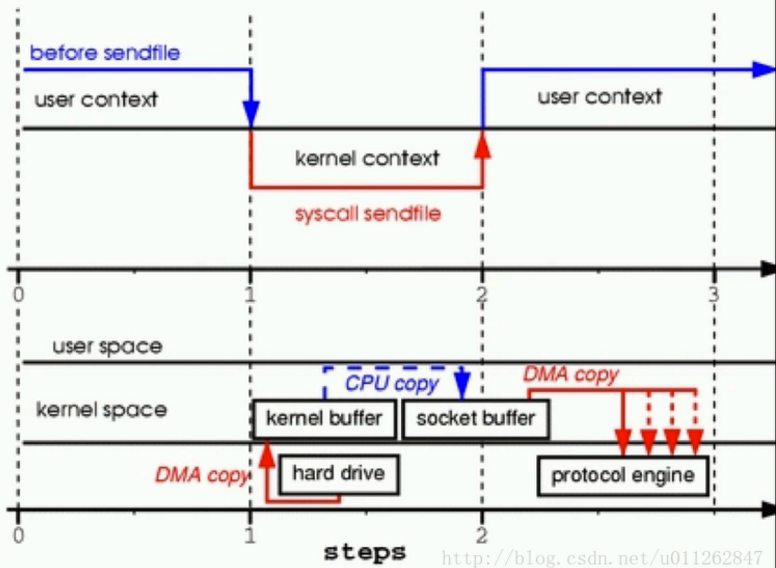 before sendfile
user context
user context
kernel context
syscall sendfile
0 1 2 3
user space
CPU copy
DMA copy
kernel space
kernel buffer
socket buffer
DMA copy
hard drive
protocol engine
0 1 2
steps
http://blog.csdn.net/u011262847